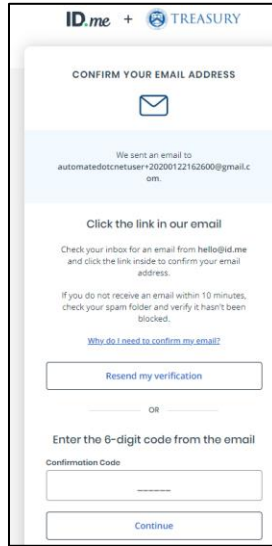 ID.me + TREASURY
CONFIRM YOUR EMAIL ADDRESS
We sent an email to
automatedotcnetuser+20200122162600@gmail.c
om.
Click the link in our email
Check your inbox for an email from hello@id.me
and click the link inside to confirm your email
address.
If you do not receive an email within 10 minutes,
check your spam folder and verify it hasn't been
blocked.
Why do I need to confirm my email?
Resend my verification
OR
Enter the 6-digit code from the email
Confirmation Code
______
Continue